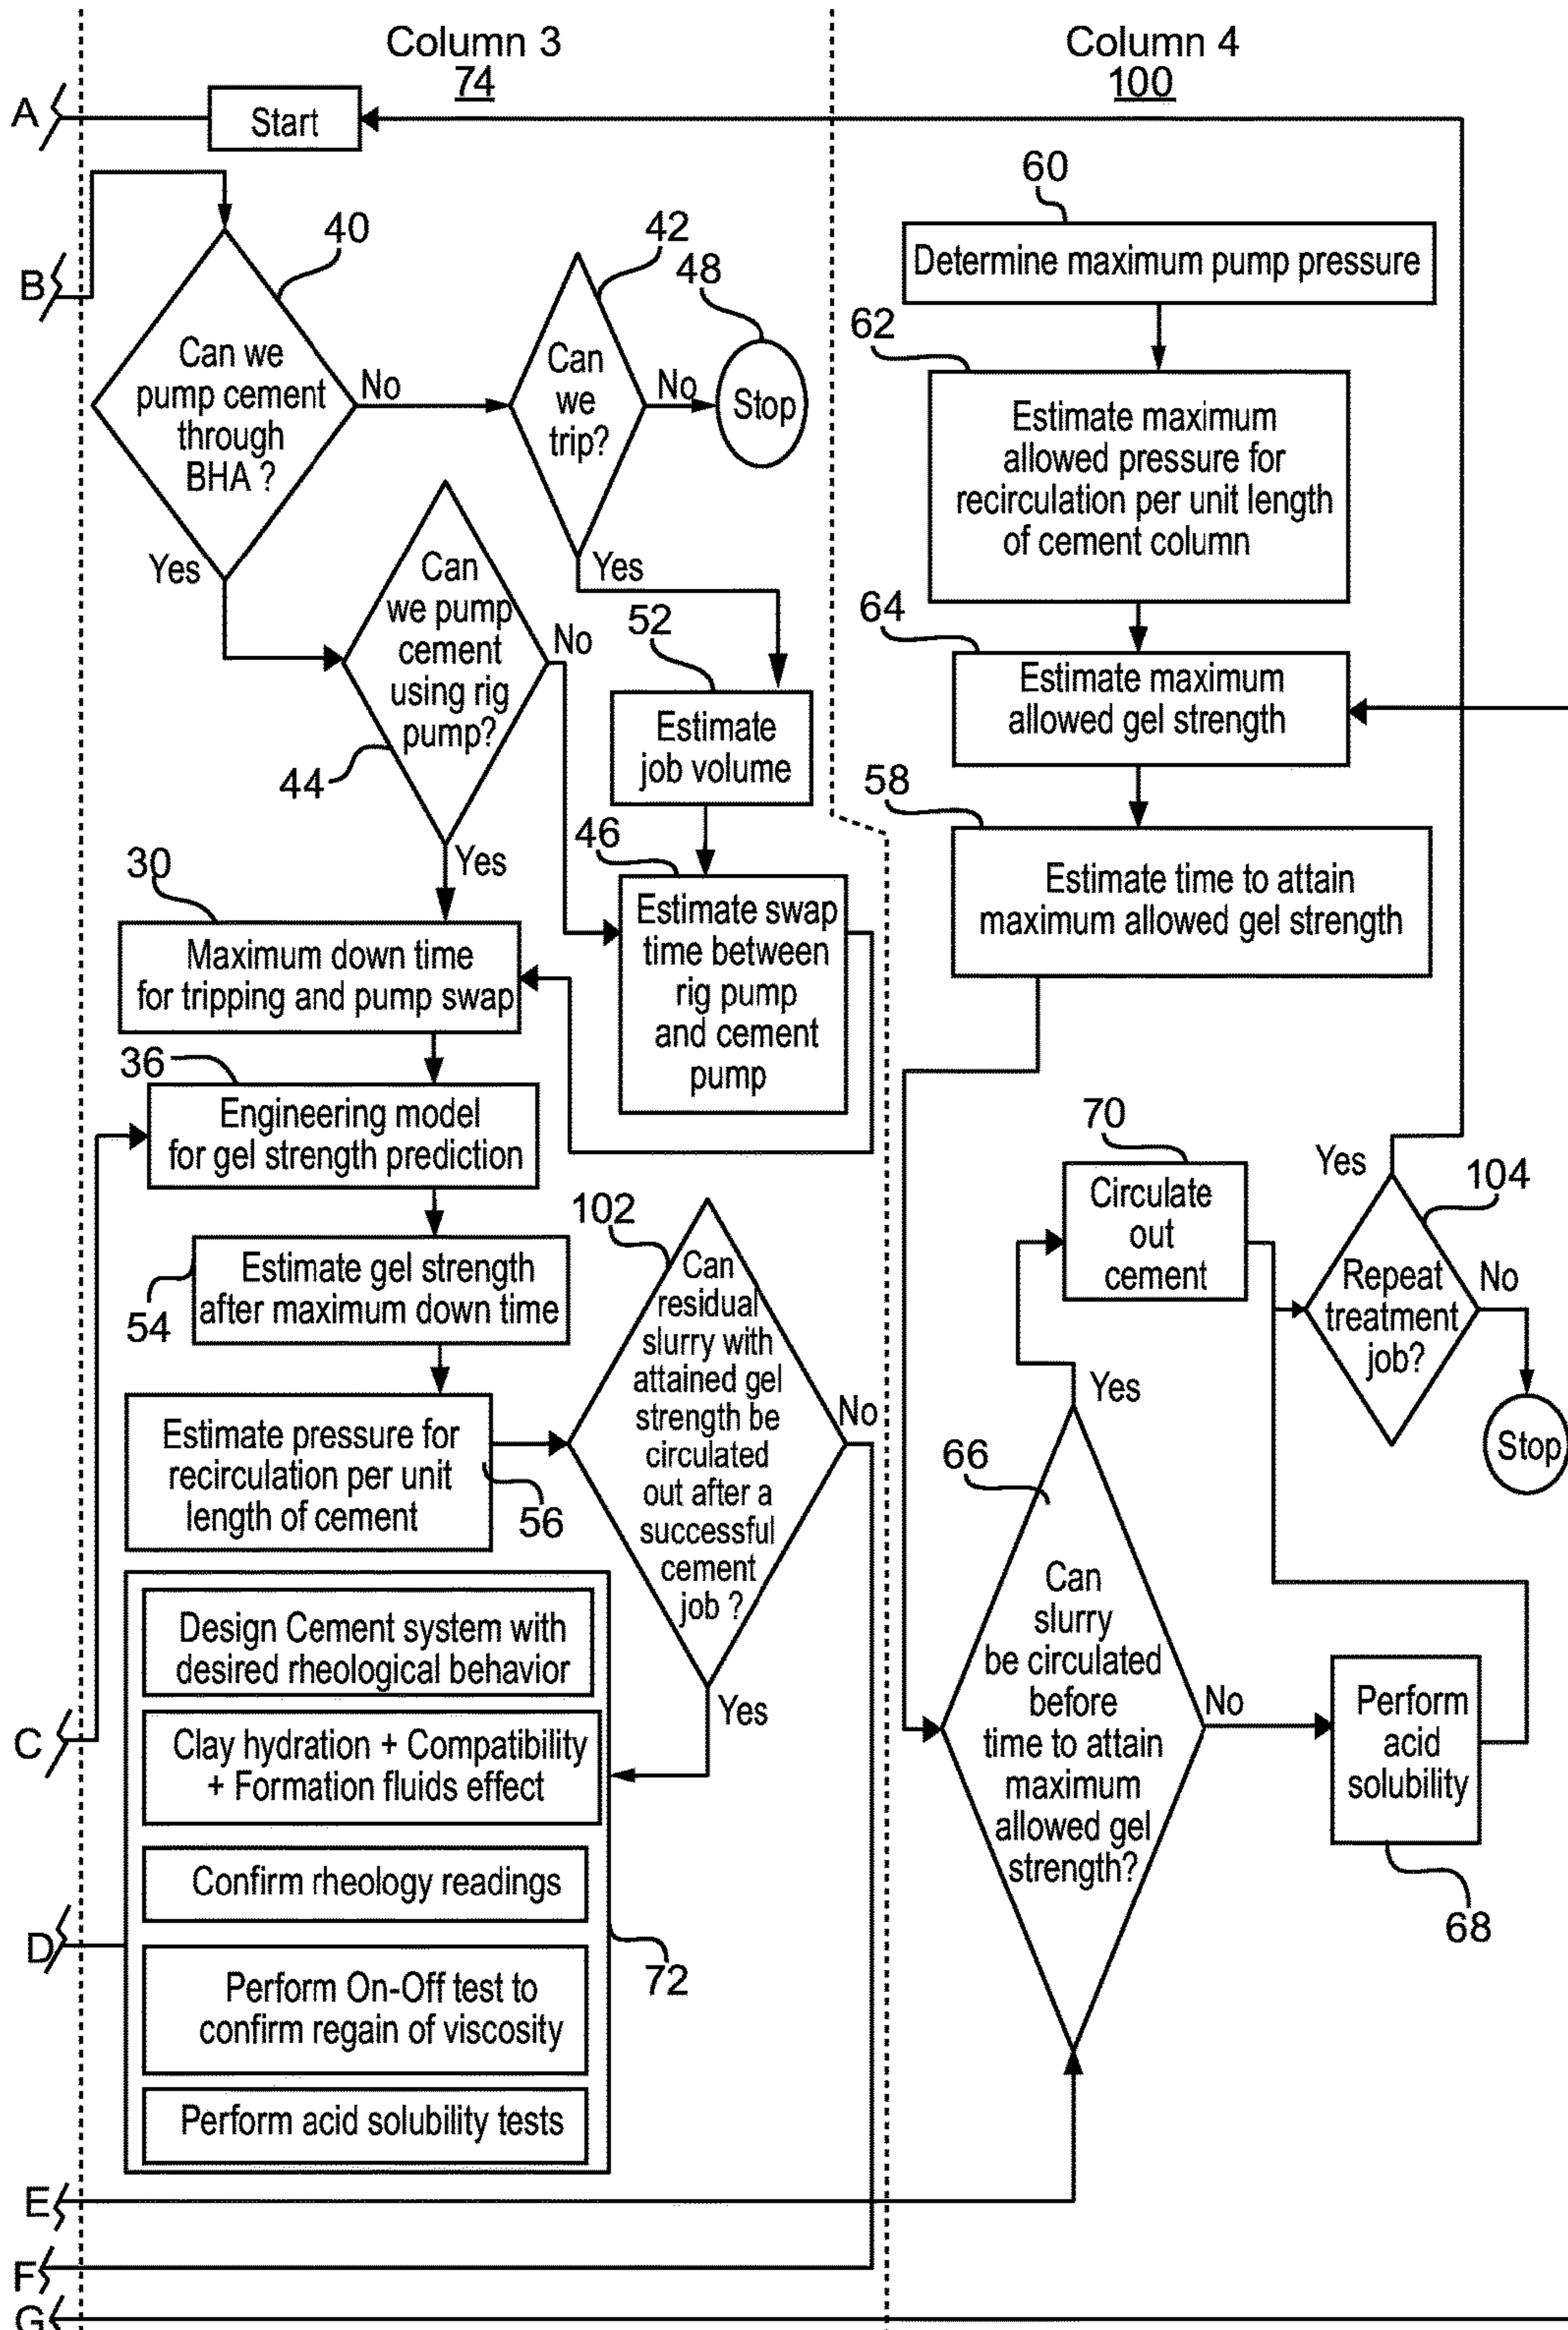 Column 3
74
Column 4
100
A
Start
B
40
Can we
pump cement
through
BHA ?
No
Yes
42
Can
we
trip?
No
Yes
48
Stop
Can
we pump
cement
using rig
pump?
44
No
Yes
52
Estimate
job volume
46
Estimate swap
time between
rig pump
and cement
pump
30
Maximum down time
for tripping and pump swap
36
Engineering model
for gel strength prediction
Estimate gel strength
after maximum down time
54
Estimate pressure for
recirculation per unit
length of cement
56
102
Can
residual
slurry with
attained gel
strength be
circulated
out after a
successful
cement
job ?
No
Yes
Design Cement system with
desired rheological behavior
Clay hydration + Compatibility
+ Formation fluids effect
Confirm rheology readings
Perform On-Off test to
confirm regain of viscosity
Perform acid solubility tests
72
C
D
E
F
G
60
Determine maximum pump pressure
62
Estimate maximum
allowed pressure for
recirculation per unit length
of cement column
64
Estimate maximum
allowed gel strength
58
Estimate time to attain
maximum allowed gel strength
70
Circulate
out
cement
Yes
104
Repeat
treatment
job?
No
Stop
Yes
66
Can
slurry
be circulated
before
time to attain
maximum
allowed gel
strength?
No
Perform
acid
solubility
68